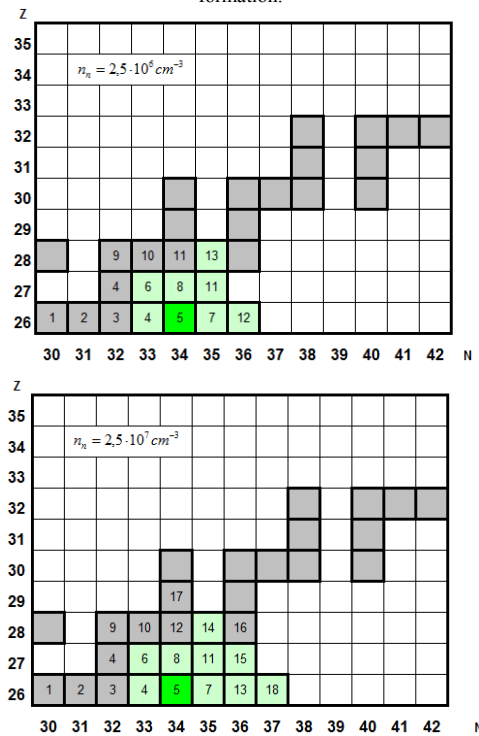 formation.
Z
35
34 n_n = 2,5·10^6 cm^-3
33
32
31
30
29
28 9 10 11 13
27 4 6 8 11
26 1 2 3 4 5 7 12
30 31 32 33 34 35 36 37 38 39 40 41 42 N
Z
35
34 n_n = 2,5·10^7 cm^-3
33
32
31
30
29 17
28 9 10 12 14 16
27 4 6 8 11 15
26 1 2 3 4 5 7 13 18
30 31 32 33 34 35 36 37 38 39 40 41 42 N